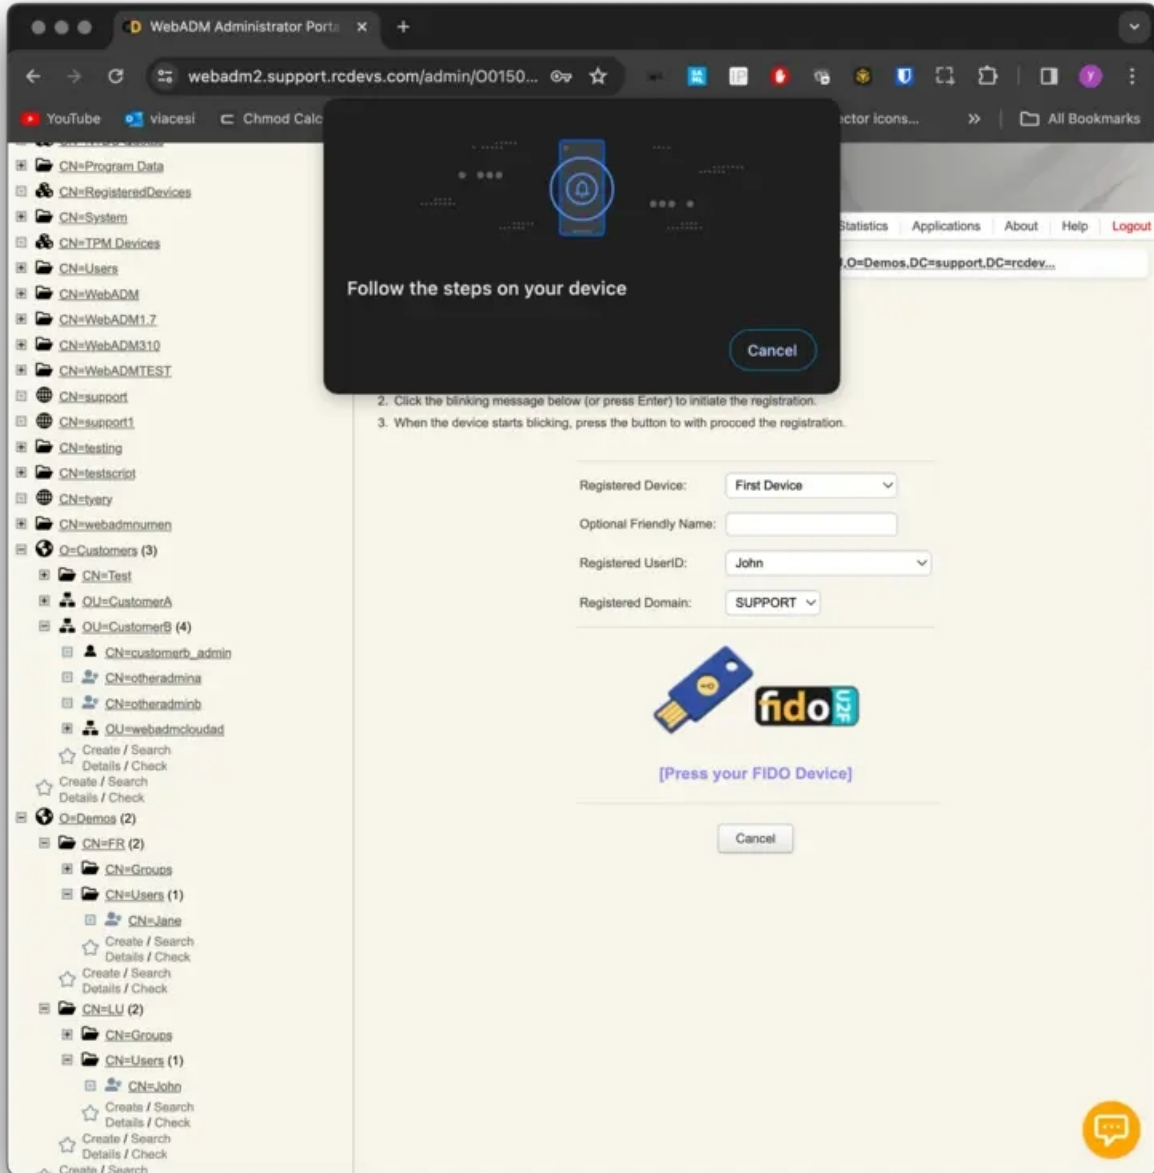 WebADM Administrator Porta
webadm2.support.rcdevs.com/admin/O0150...
YouTube
viacesi
Chmod Calc
ector icons...
All Bookmarks
CN=Program Data
CN=RegisteredDevices
CN=System
CN=TPM Devices
CN=Users
CN=WebADM
CN=WebADM1.7
CN=WebADM310
CN=WebADMTEST
CN=support
CN=support1
CN=testing
CN=testscript
CN=tyery
CN=webadmnumen
O=Customers (3)
CN=Test
OU=CustomerA
OU=CustomerB (4)
CN=customerb_admin
CN=otheradmina
CN=otheradminb
OU=webadmcloudad
Create / Search
Details / Check
Create / Search
Details / Check
O=Demos (2)
CN=FR (2)
CN=Groups
CN=Users (1)
CN=Jane
Create / Search
Details / Check
Create / Search
Details / Check
CN=LU (2)
CN=Groups
CN=Users (1)
CN=John
Create / Search
Details / Check
Create / Search
Details / Check
Create / Search
Follow the steps on your device
Cancel
Statistics
Applications
About
Help
Logout
,O=Demos,DC=support,DC=rcdev...
2. Click the blinking message below (or press Enter) to initiate the registration.
3. When the device starts blicking, press the button to with procced the registration.
Registered Device: First Device
Optional Friendly Name:
Registered UserID: John
Registered Domain: SUPPORT
fido U2F
[Press your FIDO Device]
Cancel